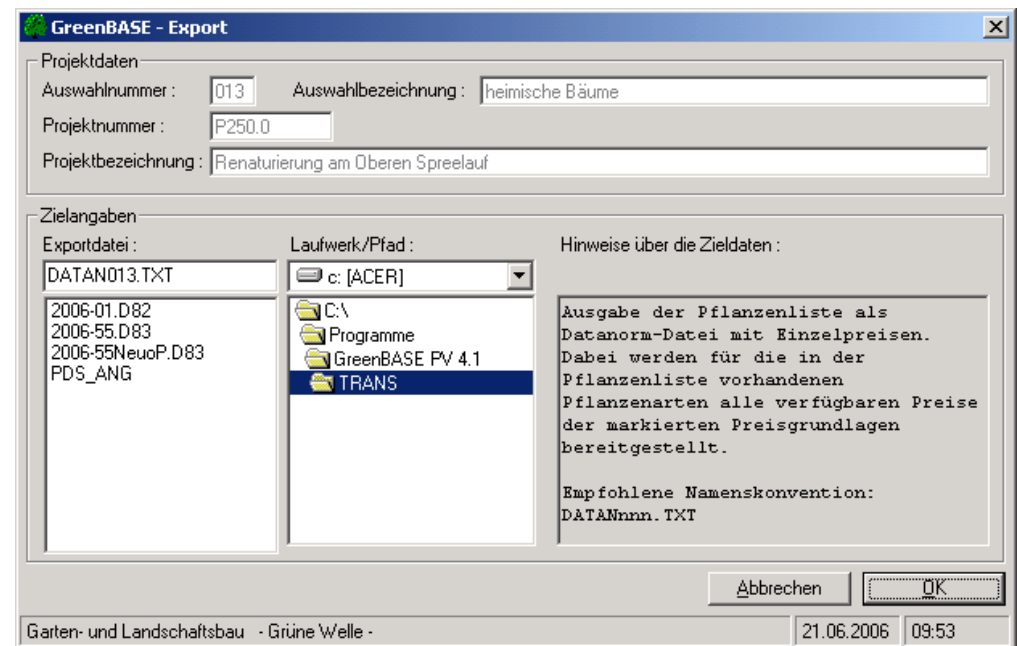 GreenBASE - Export
Projektdaten
Auswahlnummer : 013 Auswahlbezeichnung : heimische Bäume
Projektnummer : P250.0
Projektbezeichnung : Renaturierung am Oberen Spreelauf
Zielangaben
Exportdatei : Laufwerk/Pfad : Hinweise über die Zieldaten :
DATAN013.TXT c: [ACER]
2006-01.D82
2006-55.D83
2006-55NeuoP.D83
PDS_ANG
C:\
Programme
GreenBASE PV 4.1
TRANS
Ausgabe der Pflanzenliste als
Datanorm-Datei mit Einzelpreisen.
Dabei werden für die in der
Pflanzenliste vorhandenen
Pflanzenarten alle verfügbaren Preise
der markierten Preisgrundlagen
bereitgestellt.
Empfohlene Namenskonvention:
DATANnnn.TXT
Abbrechen OK
Garten- und Landschaftsbau - Grüne Welle - 21.06.2006 09:53